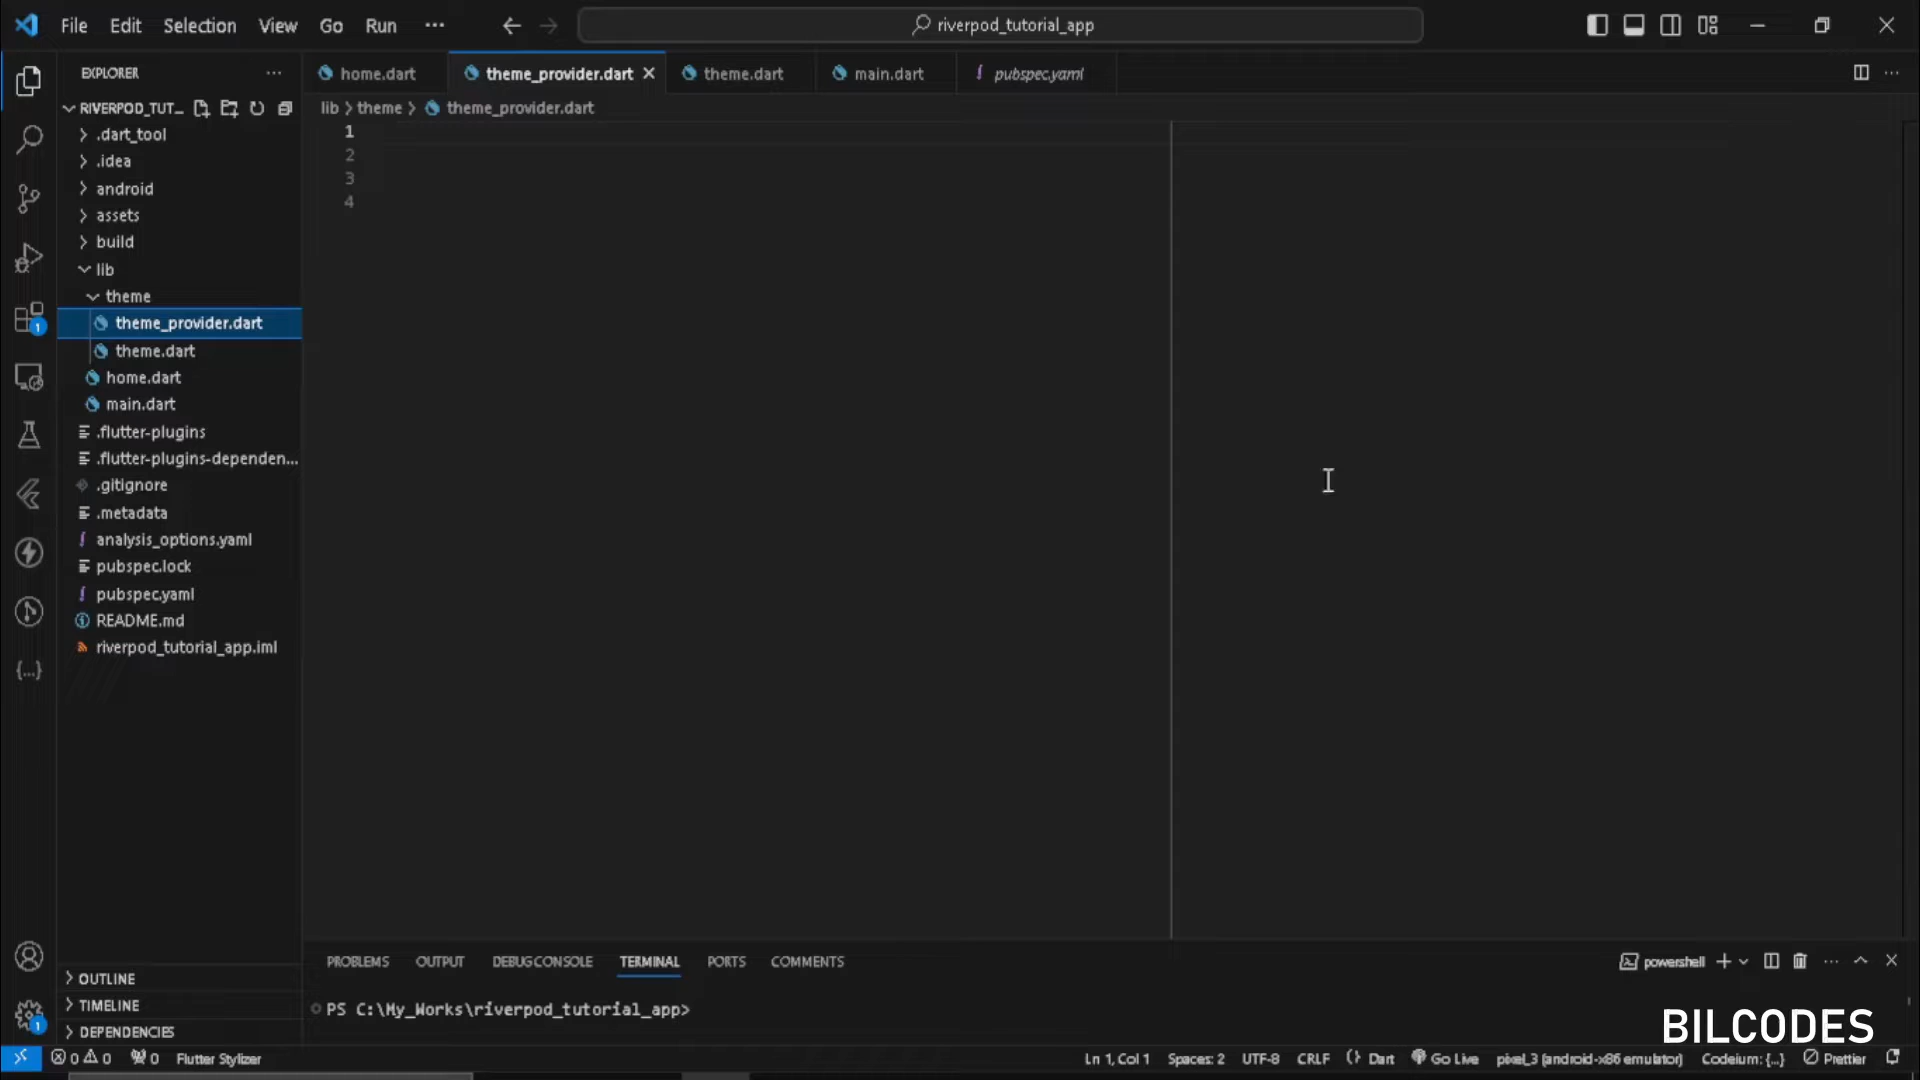 File Edit Selection View Go Run ··· riverpod_tutorial_app
EXPLORER ···
home.dart theme_provider.dart theme.dart main.dart pubspec.yaml ···
RIVERPOD_TUT...
lib > theme > theme_provider.dart
1
2
3
4
.dart_tool
.idea
android
assets
build
lib
theme
theme_provider.dart
theme.dart
home.dart
main.dart
.flutter-plugins
.flutter-plugins-dependen...
.gitignore
.metadata
analysis_options.yaml
pubspec.lock
pubspec.yaml
README.md
riverpod_tutorial_app.iml
1
OUTLINE
TIMELINE
DEPENDENCIES
1
PROBLEMS OUTPUT DEBUG CONSOLE TERMINAL PORTS COMMENTS powershell ···
PS C:\My_Works\riverpod_tutorial_app>
BILCODES
0 0 0 Flutter Stylizer Ln 1, Col 1 Spaces: 2 UTF-8 CRLF {} Dart Go Live pixel_3 (android-x86 emulator) Codeium: {...} Prettier